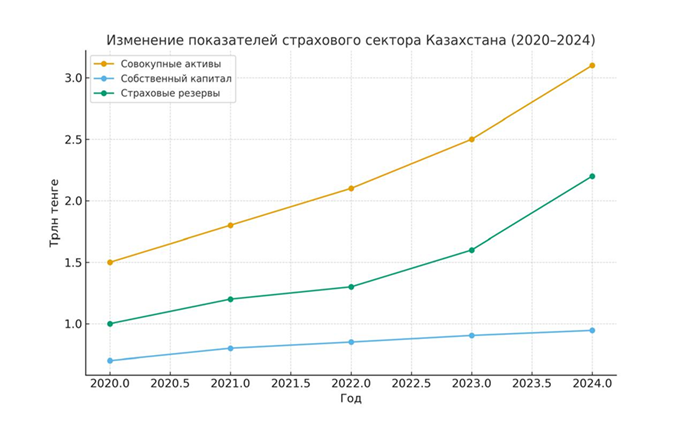 Изменение показателей страхового сектора Казахстана (2020–2024)
Совокупные активы
Собственный капитал
Страховые резервы
3.0
2.5
2.0
1.5
1.0
Трлн тенге
2020.0 2020.5 2021.0 2021.5 2022.0 2022.5 2023.0 2023.5 2024.0
Год